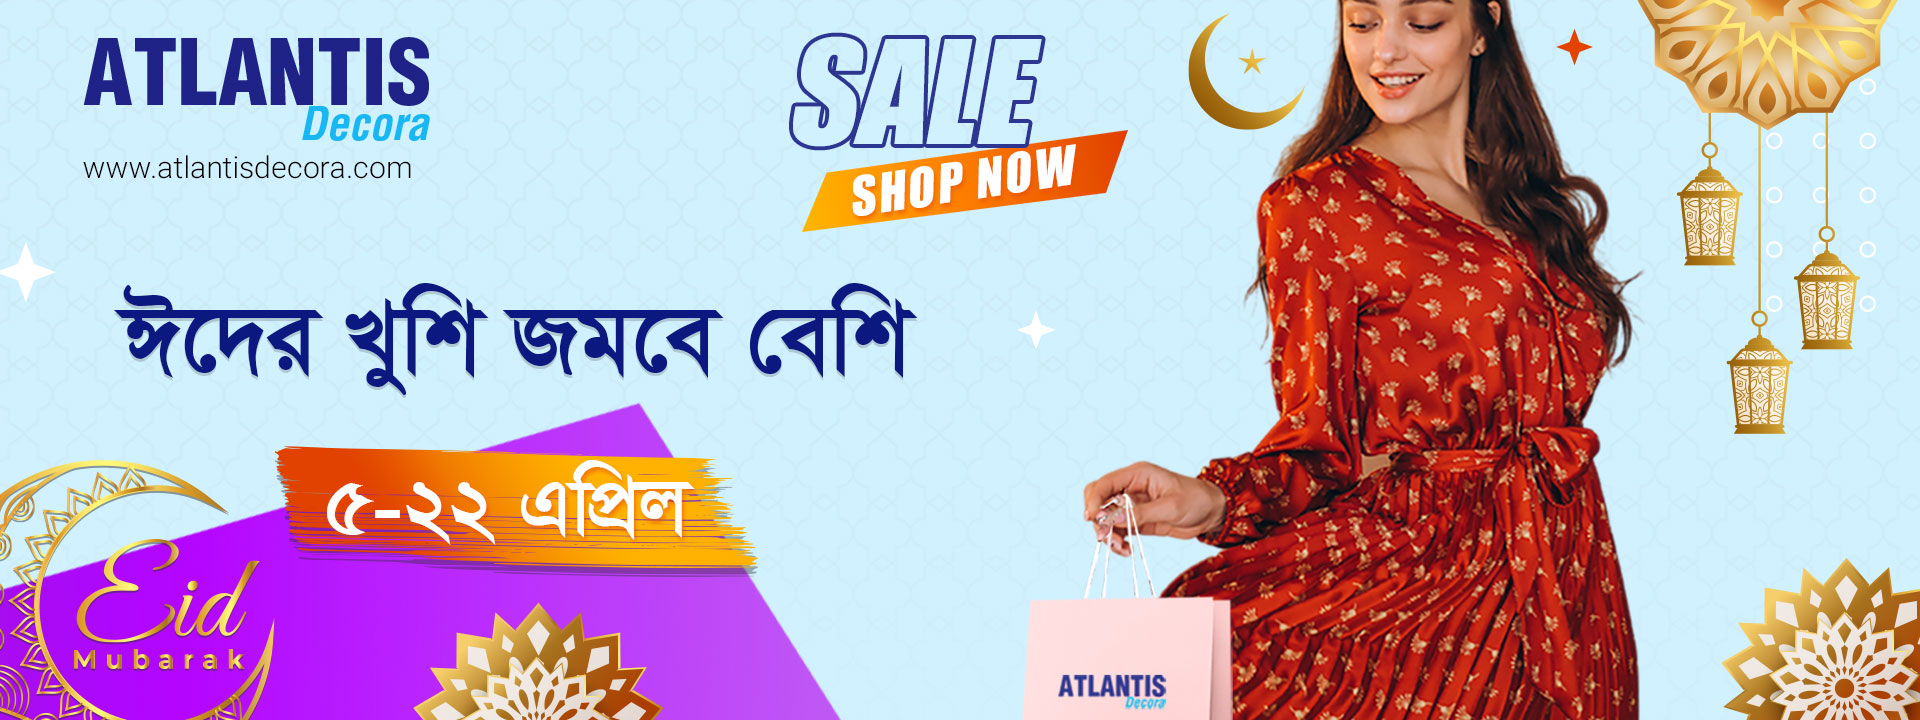 ATLANTIS
Decora
www.atlantisdecora.com
SALE
SHOP NOW
ঈদের খুশি জমবে বেশি
৫-২২ এপ্রিল
Eid
Mubarak
ATLANTIS
Decora